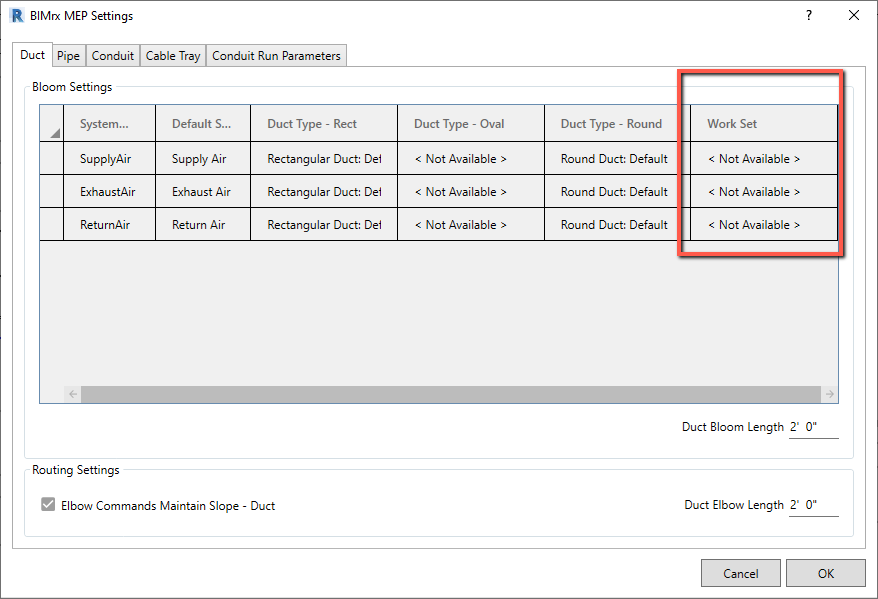 BIMrx MEP Settings
Duct Pipe Conduit Cable Tray Conduit Run Parameters
Bloom Settings
System... Default S... Duct Type - Rect Duct Type - Oval Duct Type - Round Work Set
SupplyAir Supply Air Rectangular Duct: Def < Not Available > Round Duct: Default < Not Available >
ExhaustAir Exhaust Air Rectangular Duct: Def < Not Available > Round Duct: Default < Not Available >
ReturnAir Return Air Rectangular Duct: Def < Not Available > Round Duct: Default < Not Available >
Duct Bloom Length 2' 0"
Routing Settings
Elbow Commands Maintain Slope - Duct Duct Elbow Length 2' 0"
Cancel OK